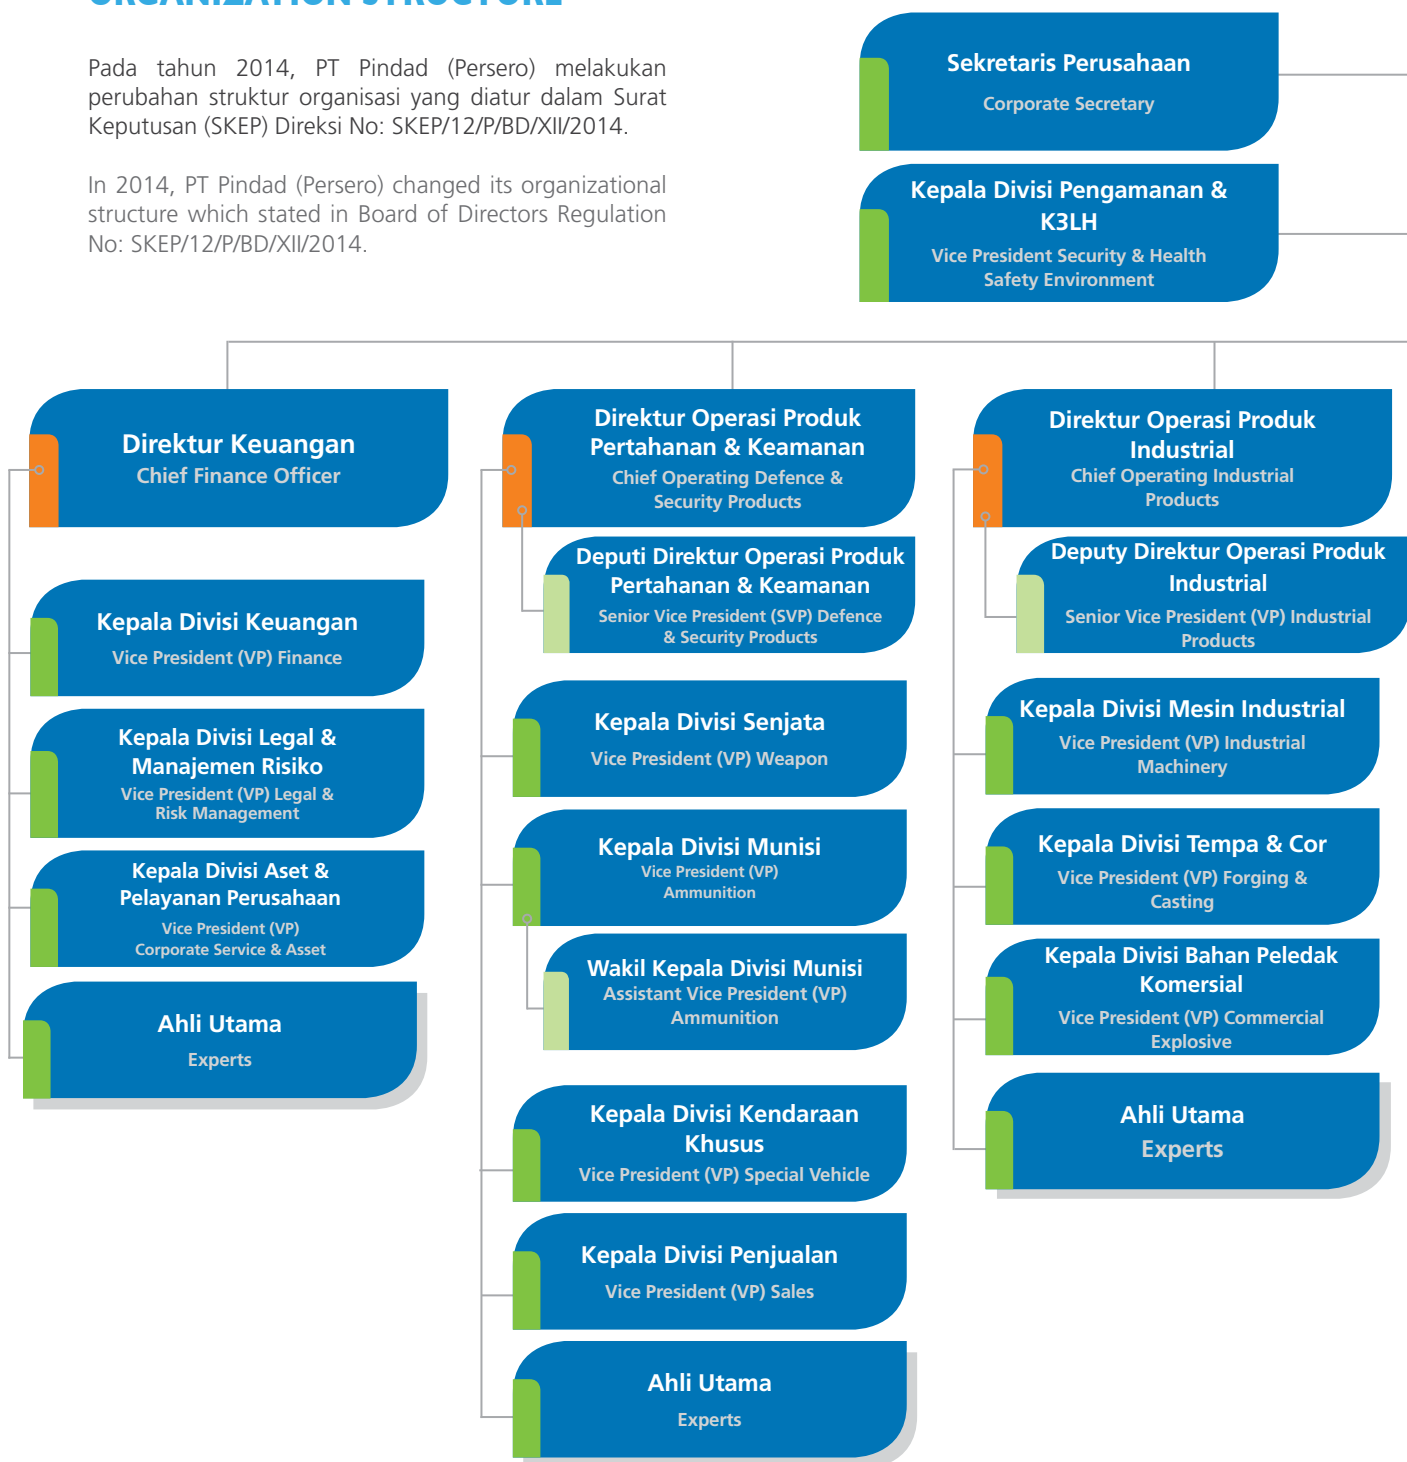 ORGANIZATION STRUCTURE
Pada tahun 2014, PT Pindad (Persero) melakukan
perubahan struktur organisasi yang diatur dalam Surat
Keputusan (SKEP) Direksi No: SKEP/12/P/BD/XII/2014.
In 2014, PT Pindad (Persero) changed its organizational
structure which stated in Board of Directors Regulation
No: SKEP/12/P/BD/XII/2014.
Sekretaris Perusahaan
Corporate Secretary
Kepala Divisi Pengamanan &
K3LH
Vice President Security & Health
Safety Environment
Direktur Keuangan
Chief Finance Officer
Kepala Divisi Keuangan
Vice President (VP) Finance
Kepala Divisi Legal &
Manajemen Risiko
Vice President (VP) Legal &
Risk Management
Kepala Divisi Aset &
Pelayanan Perusahaan
Vice President (VP)
Corporate Service & Asset
Ahli Utama
Experts
Direktur Operasi Produk
Pertahanan & Keamanan
Chief Operating Defence &
Security Products
Deputi Direktur Operasi Produk
Pertahanan & Keamanan
Senior Vice President (SVP) Defence
& Security Products
Kepala Divisi Senjata
Vice President (VP) Weapon
Kepala Divisi Munisi
Vice President (VP)
Ammunition
Wakil Kepala Divisi Munisi
Assistant Vice President (VP)
Ammunition
Kepala Divisi Kendaraan
Khusus
Vice President (VP) Special Vehicle
Kepala Divisi Penjualan
Vice President (VP) Sales
Ahli Utama
Experts
Direktur Operasi Produk
Industrial
Chief Operating Industrial
Products
Deputy Direktur Operasi Produk
Industrial
Senior Vice President (VP) Industrial
Products
Kepala Divisi Mesin Industrial
Vice President (VP) Industrial
Machinery
Kepala Divisi Tempa & Cor
Vice President (VP) Forging &
Casting
Kepala Divisi Bahan Peledak
Komersial
Vice President (VP) Commercial
Explosive
Ahli Utama
Experts